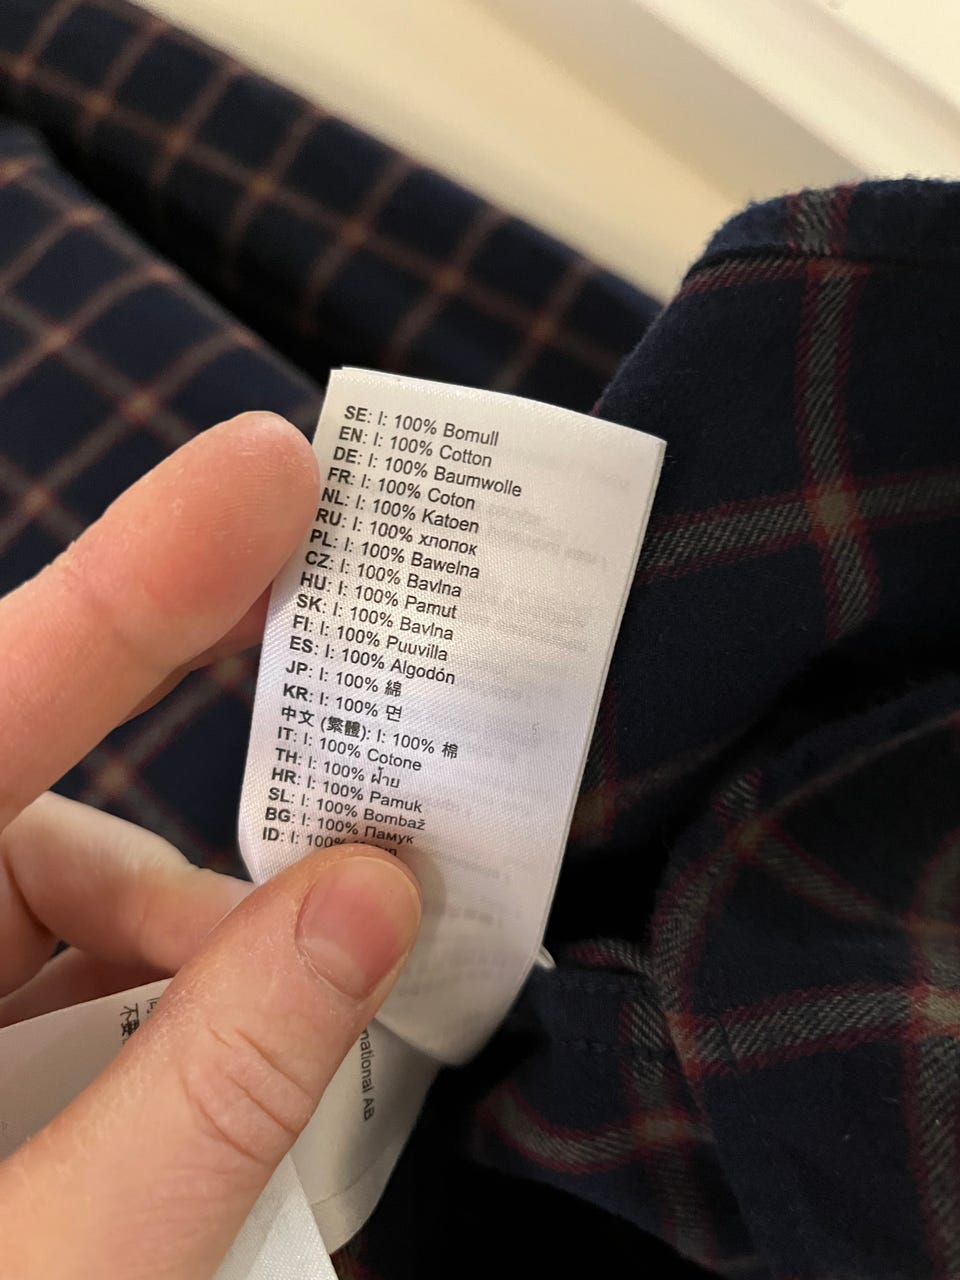 SE: I: 100% Bomull
EN: I: 100% Cotton
DE: I: 100% Baumwolle
FR: I: 100% Coton
NL: I: 100% Katoen
RU: I: 100% хлопок
PL: I: 100% Bawełna
CZ: I: 100% Bavlna
HU: I: 100% Pamut
SK: I: 100% Bavlna
FI: I: 100% Puuvilla
ES: I: 100% Algodón
JP: I: 100% 綿
KR: I: 100% 면
中文 (繁體): I: 100% 棉
IT: I: 100% Cotone
TH: I: 100% ฝ้าย
HR: I: 100% Pamuk
SL: I: 100% Bombaž
BG: I: 100% Памук
ID: I: 100%
national AB
不要